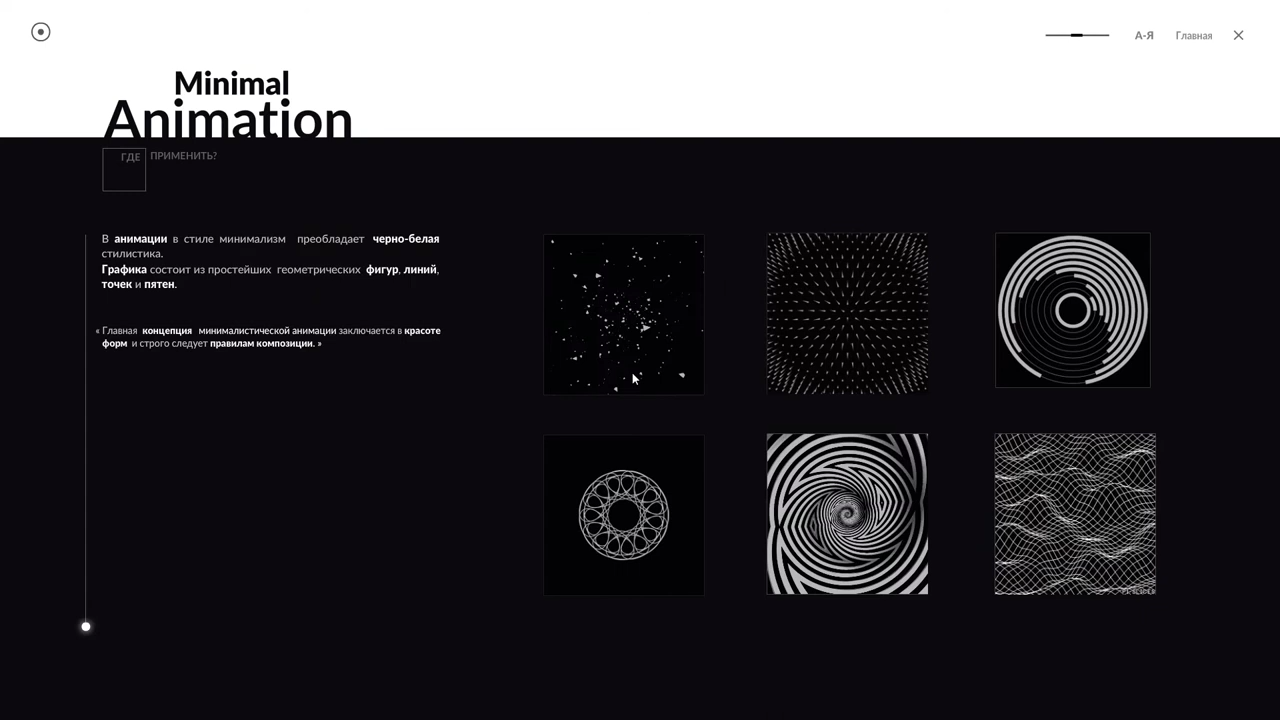 А-Я Главная
Minimal
Animation
ГДЕ ПРИМЕНИТЬ?
В анимации в стиле минимализм преобладает черно-белая
стилистика.
Графика состоит из простейших геометрических фигур, линий,
точек и пятен.
« Главная концепция минималистической анимации заключается в красоте
форм и строго следует правилам композиции. »